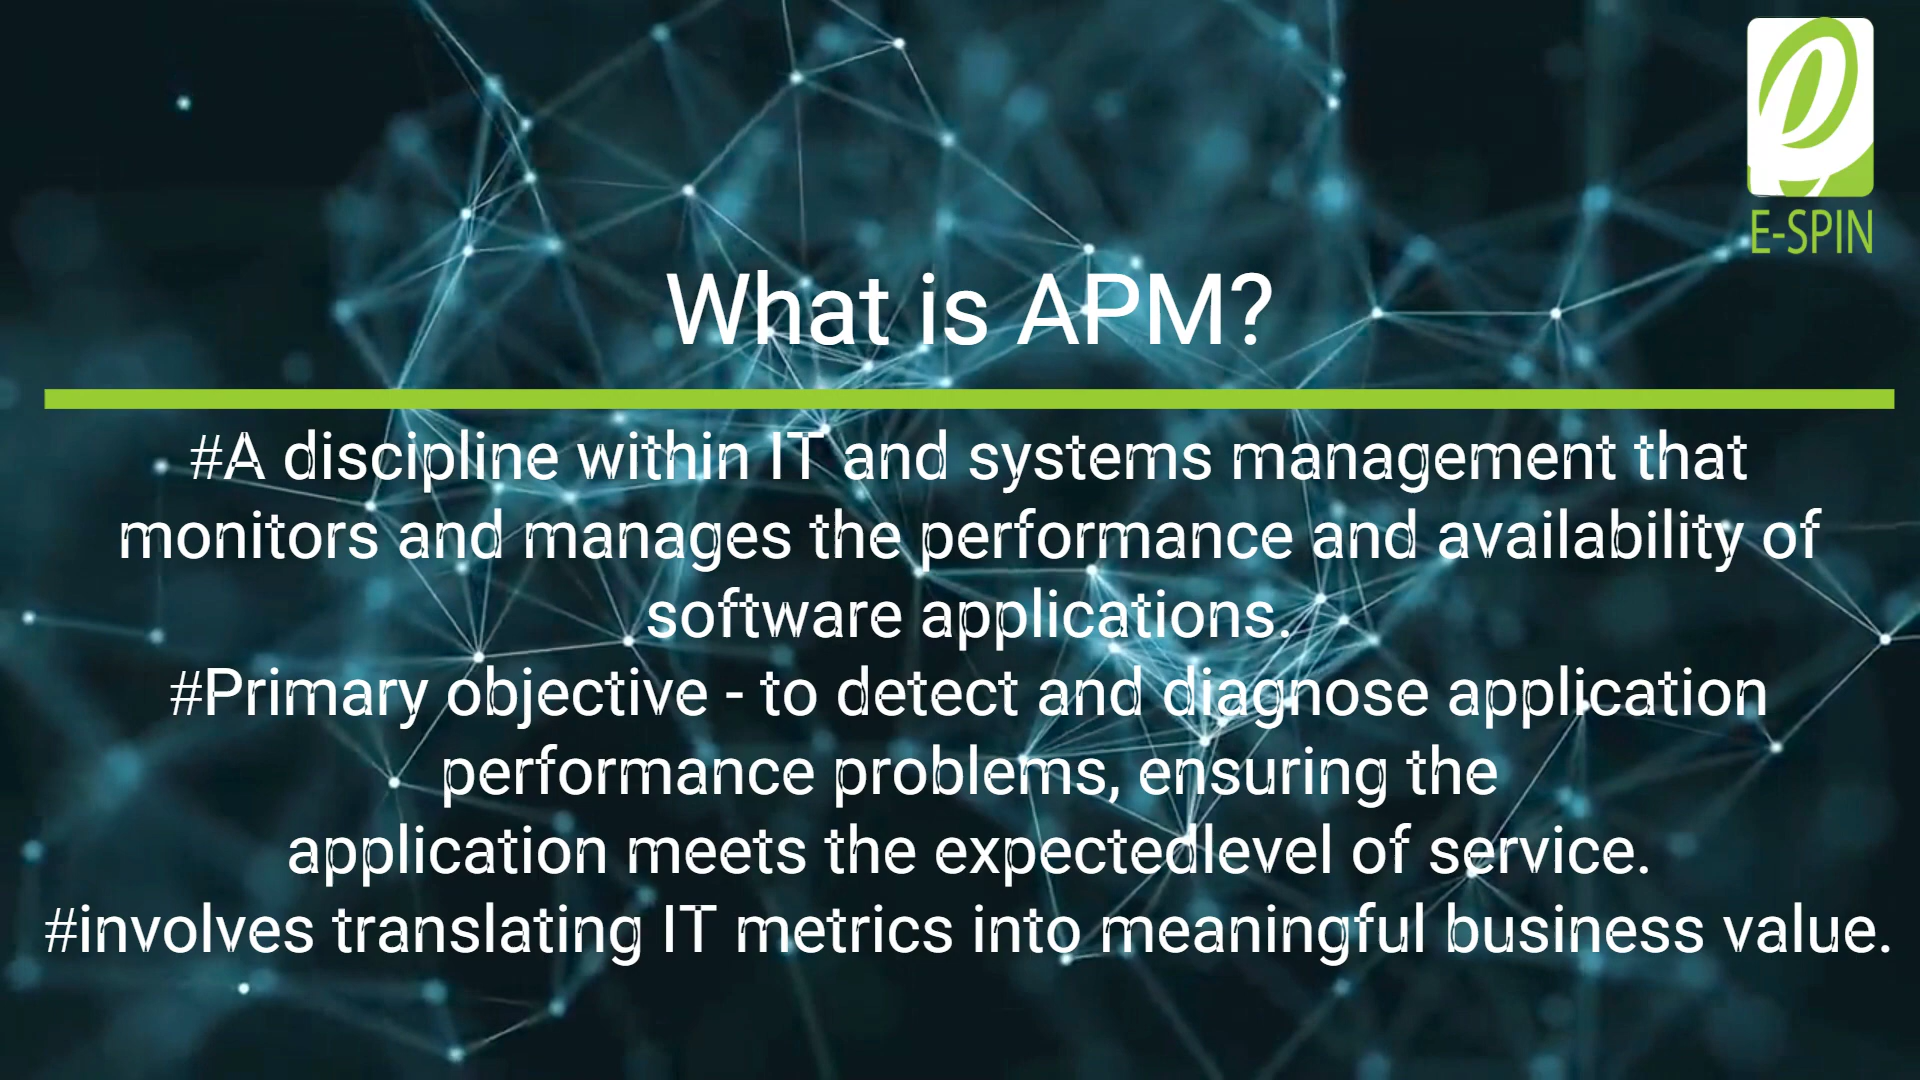 E-SPIN
What is APM?
#A discipline within IT and systems management that
monitors and manages the performance and availability of
software applications.
#Primary objective - to detect and diagnose application
performance problems, ensuring the
application meets the expectedlevel of service.
#involves translating IT metrics into meaningful business value.